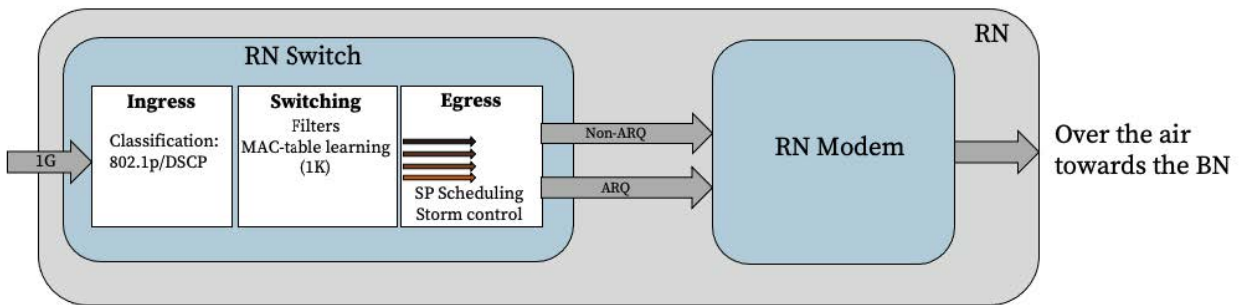 RN
RN Switch
Ingress
Classification:
802.1p/DSCP
Switching
Filters
MAC-table learning
(1K)
Egress
SP Scheduling
Storm control
1G
Non-ARQ
ARQ
RN Modem
Over the air
towards the BN